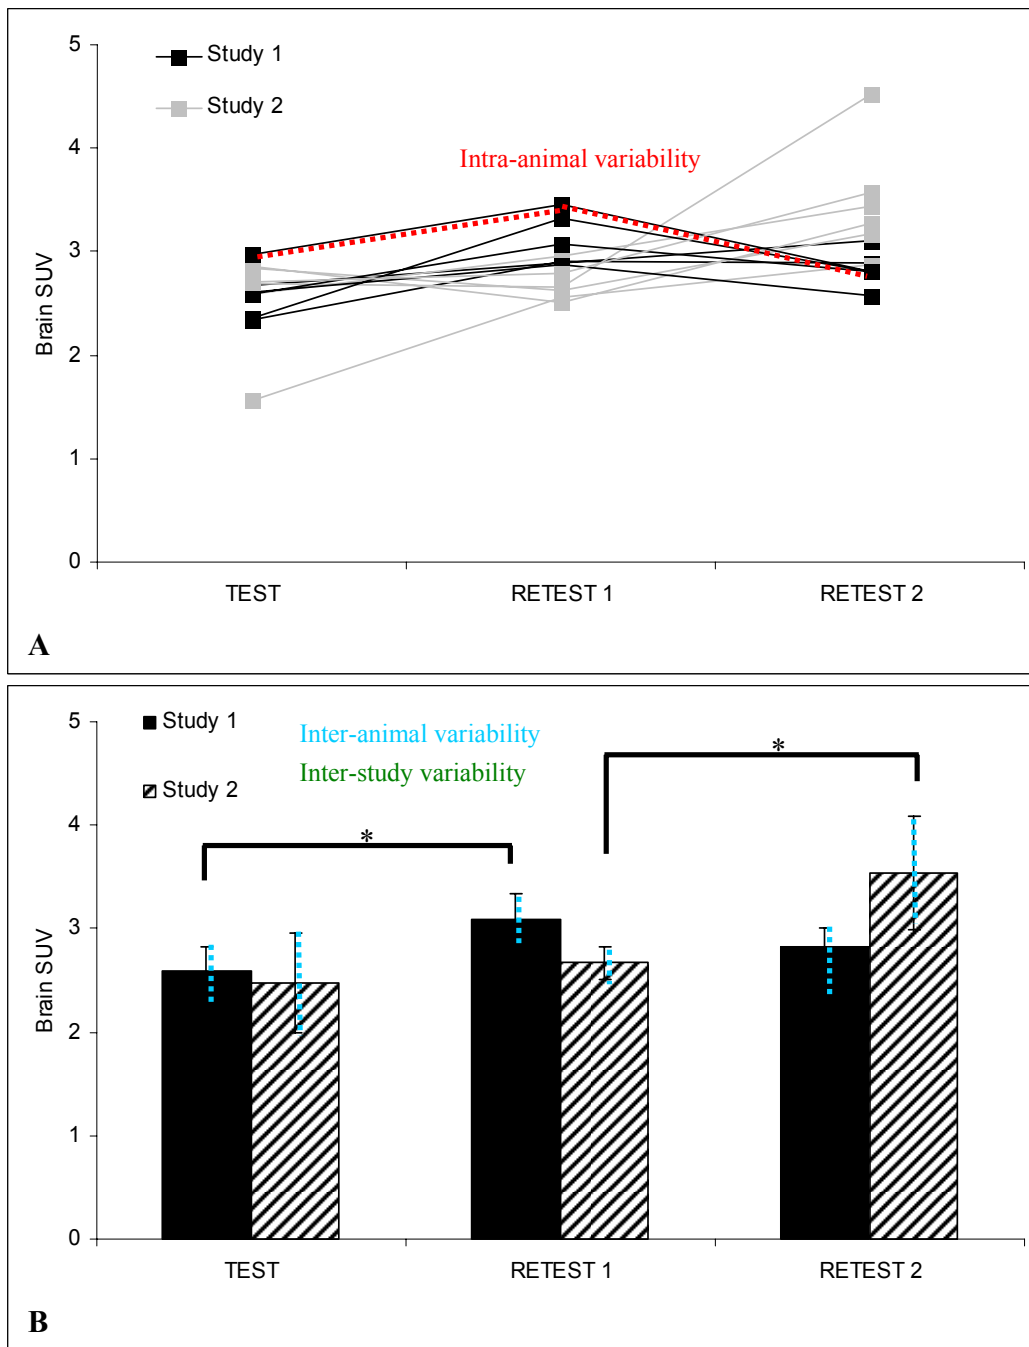 5
Study 1
Study 2
4
Intra-animal variability
3
Brain SUV
2
1
0
TEST RETEST 1 RETEST 2
A
5
Study 1
Inter-animal variability
*
Inter-study variability
Study 2
4
*
3
Brain SUV
2
1
0
TEST RETEST 1 RETEST 2
B